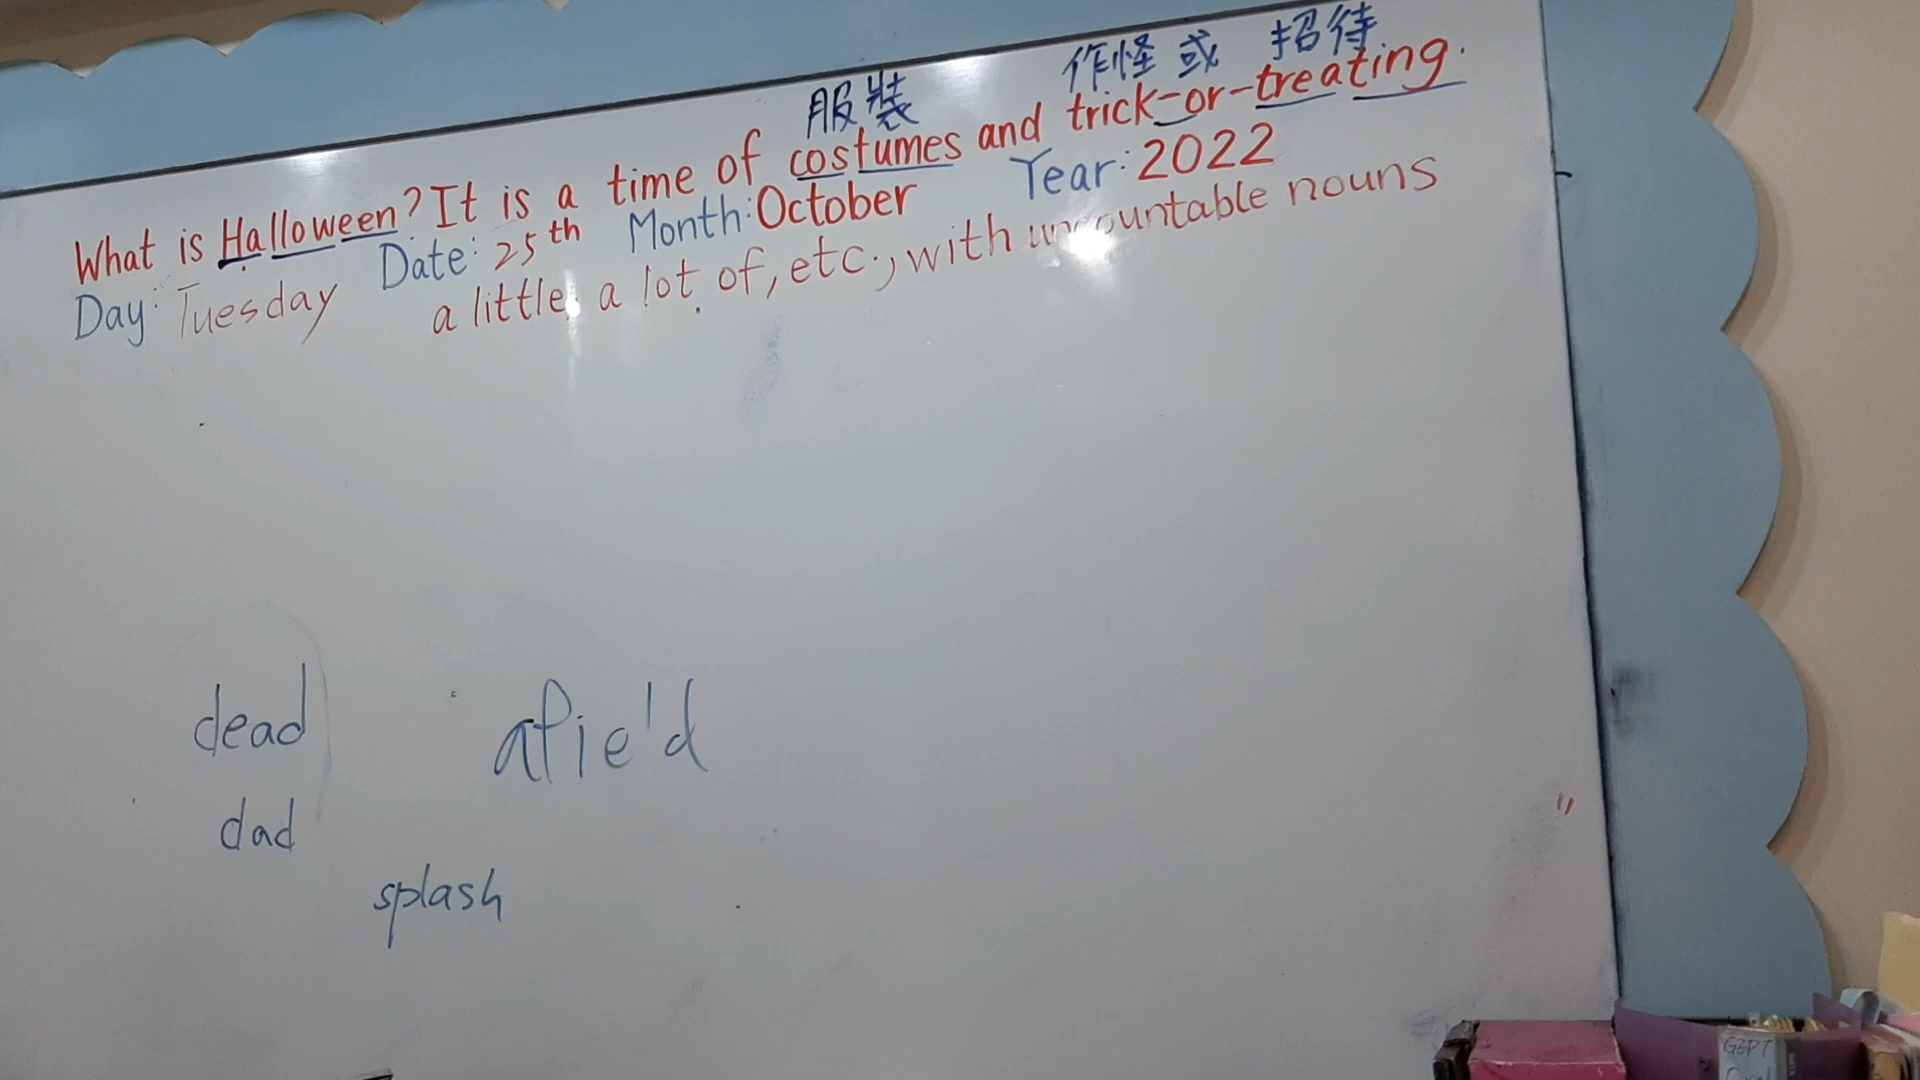 服裝 作怪 或 招待
What is Halloween? It is a time of costumes and trick-or-treating.
Day: Tuesday Date: 25th Month: October Year: 2022
a little, a lot of, etc., with uncountable nouns
dead afie'd
dad
splash
GEPT